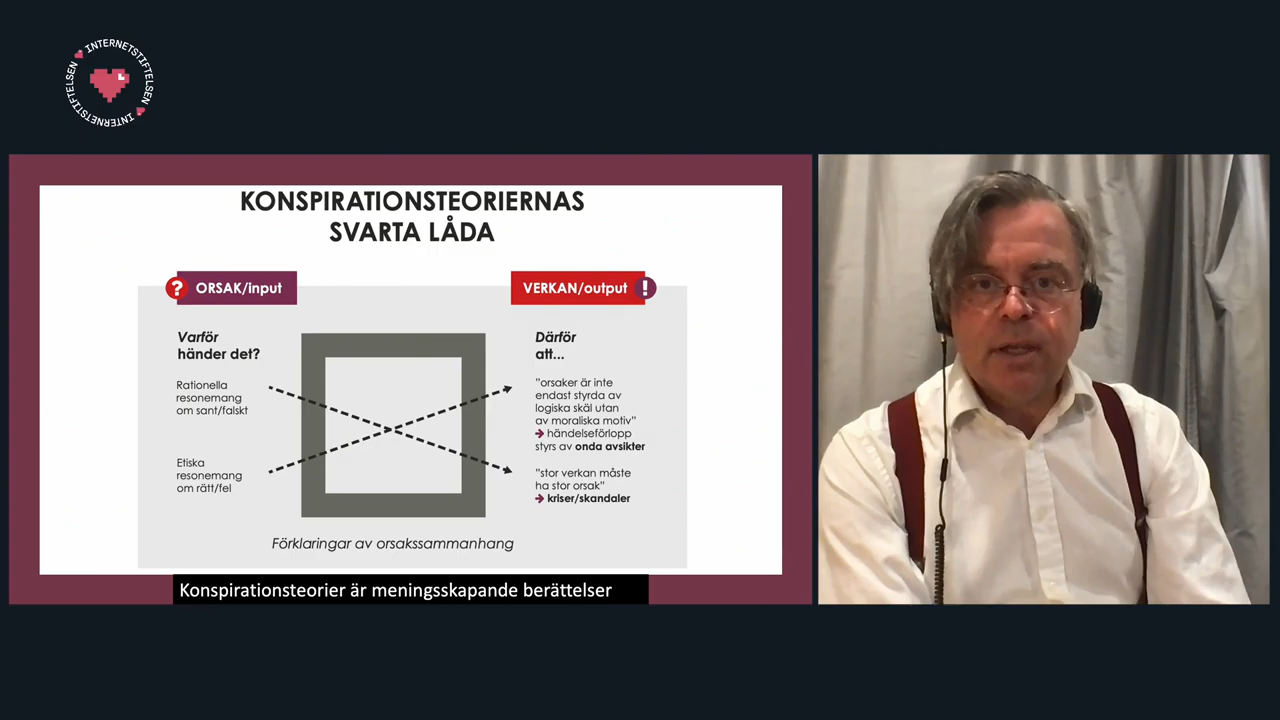 INTERNETSTIFTELSEN
INTERNETSTIFTELSEN
KONSPIRATIONSTEORIERNAS
SVARTA LÅDA
? ORSAK/input
VERKAN/output !
Varför
händer det?
Rationella
resonemang
om sant/falskt
Etiska
resonemang
om rätt/fel
Därför
att...
"orsaker är inte
endast styrda av
logiska skäl utan
av moraliska motiv"
➔ händelseförlopp
styrs av onda avsikter
"stor verkan måste
ha stor orsak"
➔ kriser/skandaler
Förklaringar av orsakssammanhang
Konspirationsteorier är meningsskapande berättelser